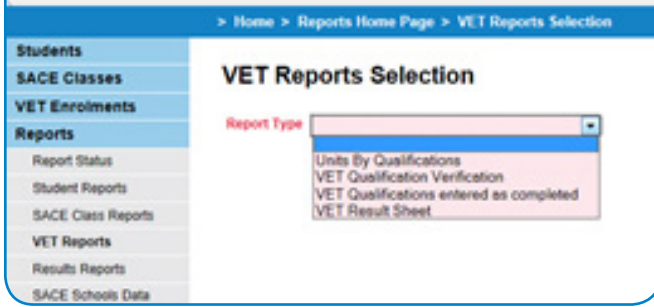 > Home > Reports Home Page > VET Reports Selection
Students
SACE Classes
VET Enrolments
Reports
Report Status
Student Reports
SACE Class Reports
VET Reports
Results Reports
SACE Schools Data
VET Reports Selection
Report Type
Units By Qualifications
VET Qualification Verification
VET Qualifications entered as completed
VET Result Sheet